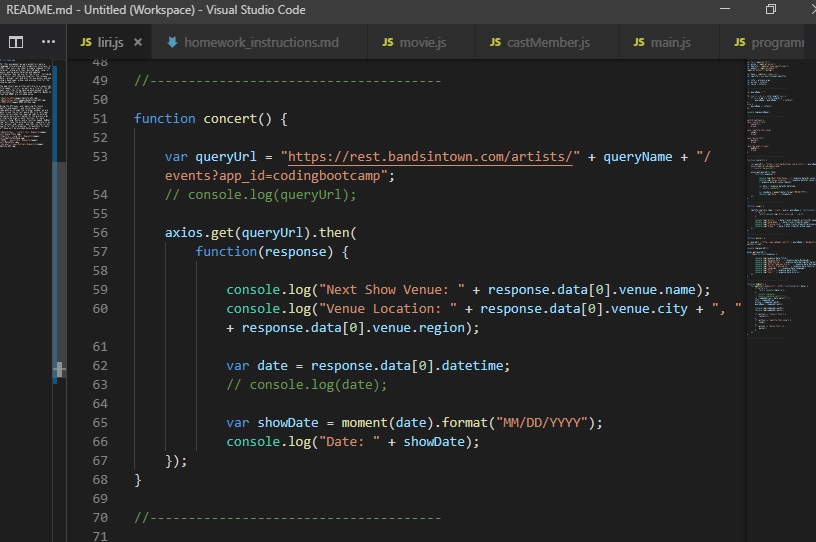 README.md - Untitled (Workspace) - Visual Studio Code
JS liri.js × homework_instructions.md JS movie.js JS castMember.js JS main.js JS program
48
49 //--------------------------------------
50
51 function concert() {
52
53 var queryUrl = "https://rest.bandsintown.com/artists/" + queryName + "/
events?app_id=codingbootcamp";
54 // console.log(queryUrl);
55
56 axios.get(queryUrl).then(
57 function(response) {
58
59 console.log("Next Show Venue: " + response.data[0].venue.name);
60 console.log("Venue Location: " + response.data[0].venue.city + ", "
+ response.data[0].venue.region);
61
62 var date = response.data[0].datetime;
63 // console.log(date);
64
65 var showDate = moment(date).format("MM/DD/YYYY");
66 console.log("Date: " + showDate);
67 });
68 }
69
70 //--------------------------------------
71